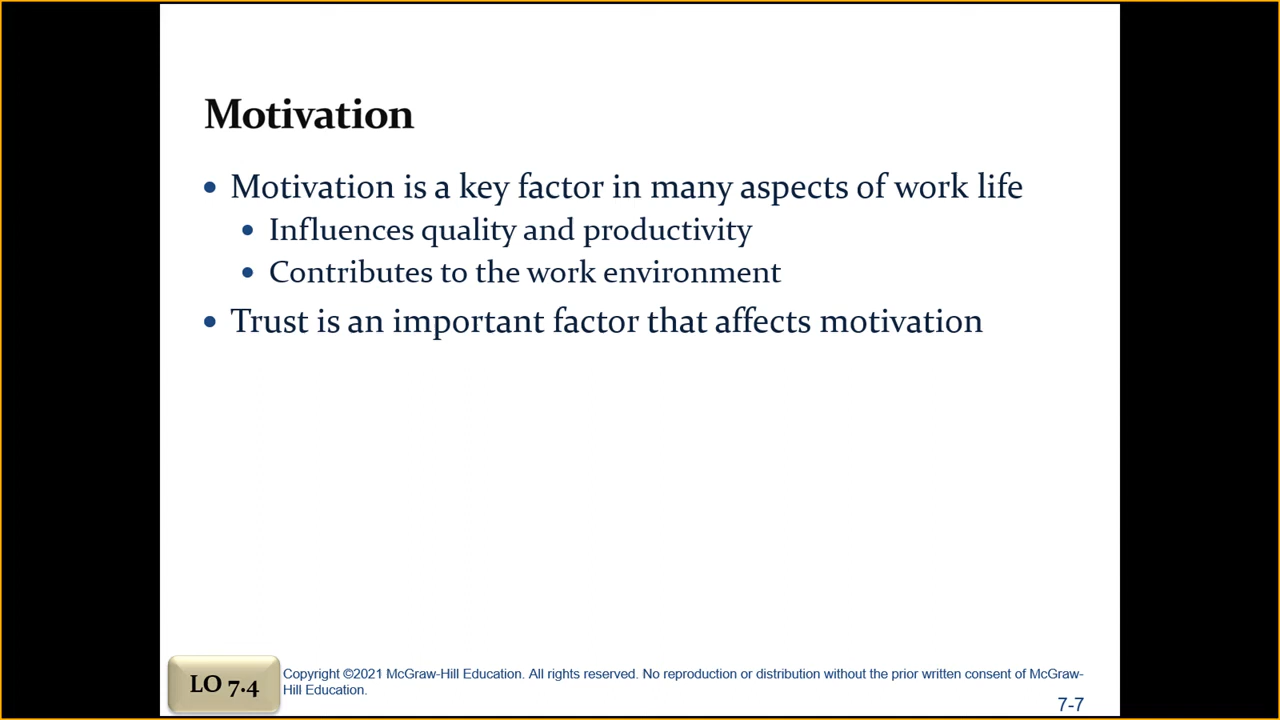 Motivation
• Motivation is a key factor in many aspects of work life
• Influences quality and productivity
• Contributes to the work environment
• Trust is an important factor that affects motivation
LO 7.4
Copyright ©2021 McGraw-Hill Education. All rights reserved. No reproduction or distribution without the prior written consent of McGraw-
Hill Education.
7-7